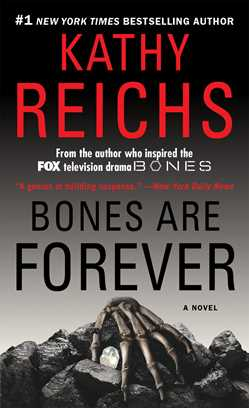 #1 NEW YORK TIMES BESTSELLING AUTHOR
KATHY
REICHS
From the author who inspired the
FOX television drama BONES
"A genius at building suspense." —New York Daily News
BONES ARE
FOREVER
A NOVEL